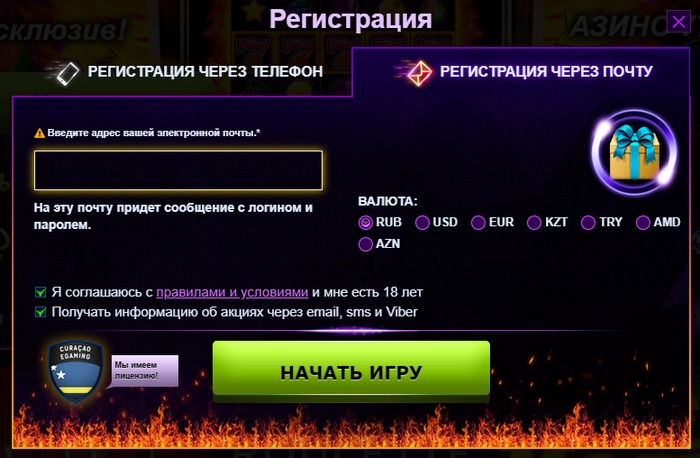 Регистрация
РЕГИСТРАЦИЯ ЧЕРЕЗ ТЕЛЕФОН
РЕГИСТРАЦИЯ ЧЕРЕЗ ПОЧТУ
Введите адрес вашей электронной почты.*
На эту почту придет сообщение с логином и
паролем.
ВАЛЮТА:
RUB USD EUR KZT TRY AMD
AZN
Я соглашаюсь с правилами и условиями и мне есть 18 лет
Получать информацию об акциях через email, sms и Viber
CURAÇAO
EGAMING
Мы имеем
лицензию!
НАЧАТЬ ИГРУ